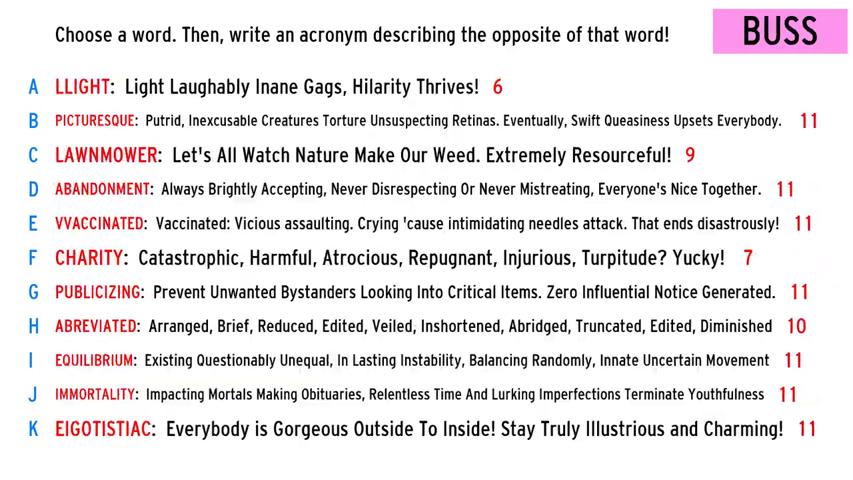 Choose a word. Then, write an acronym describing the opposite of that word!
BUSS
A LLIGHT: Light Laughably Inane Gags, Hilarity Thrives! 6
B PICTURESQUE: Putrid, Inexcusable Creatures Torture Unsuspecting Retinas. Eventually, Swift Queasiness Upsets Everybody. 11
C LAWNMOWER: Let's All Watch Nature Make Our Weed. Extremely Resourceful! 9
D ABANDONMENT: Always Brightly Accepting, Never Disrespecting Or Never Mistreating, Everyone's Nice Together. 11
E VVACCINATED: Vaccinated: Vicious assaulting. Crying 'cause intimidating needles attack. That ends disastrously! 11
F CHARITY: Catastrophic, Harmful, Atrocious, Repugnant, Injurious, Turpitude? Yucky! 7
G PUBLICIZING: Prevent Unwanted Bystanders Looking Into Critical Items. Zero Influential Notice Generated. 11
H ABREVIATED: Arranged, Brief, Reduced, Edited, Veiled, Inshortened, Abridged, Truncated, Edited, Diminished 10
I EQUILIBRIUM: Existing Questionably Unequal, In Lasting Instability, Balancing Randomly, Innate Uncertain Movement 11
J IMMORTALITY: Impacting Mortals Making Obituaries, Relentless Time And Lurking Imperfections Terminate Youthfulness 11
K EIGOTISTIAC: Everybody is Gorgeous Outside To Inside! Stay Truly Illustrious and Charming! 11